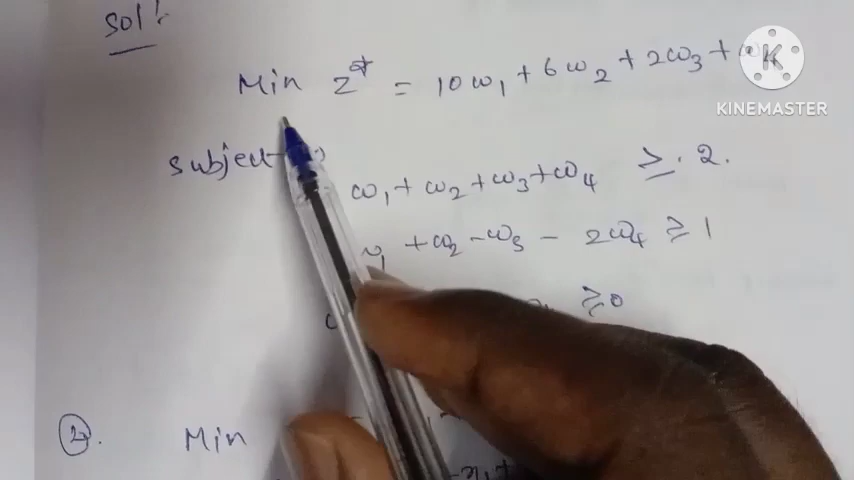 Sol:
Min Z* = 10ω₁ + 6ω₂ + 2ω₃ + ω
K
KINEMASTER
Subject
ω₁ + ω₂ + ω₃ + ω₄ ≥ 2.
ω₁ + ω₂ - ω₃ - 2ω₄ ≥ 1
≥ 0
2. Min